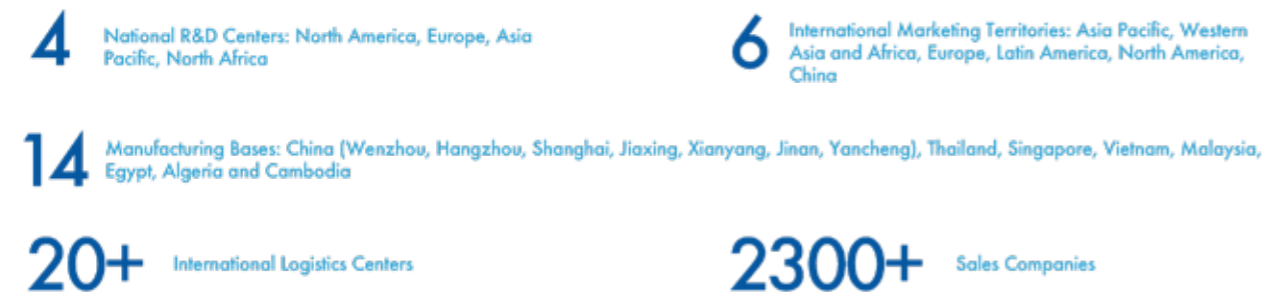 4
National R&D Centers: North America, Europe, Asia
Pacific, North Africa
6
International Marketing Territories: Asia Pacific, Western
Asia and Africa, Europe, Latin America, North America,
China
14
Manufacturing Bases: China (Wenzhou, Hangzhou, Shanghai, Jiaxing, Xianyang, Jinan, Yancheng), Thailand, Singapore, Vietnam, Malaysia,
Egypt, Algeria and Cambodia
20+
International Logistics Centers
2300+
Sales Companies